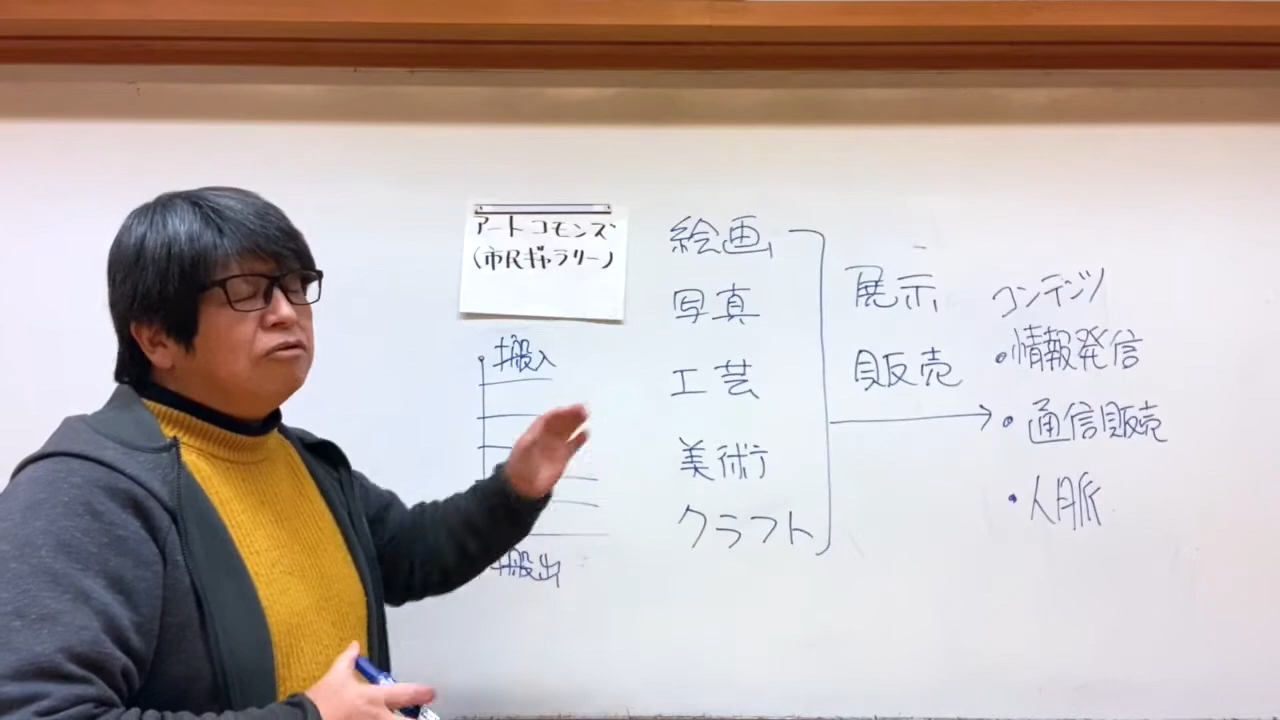 アートコモンズ
(市民ギャラリー)
搬入
搬出
絵画
写真
工芸
美術
クラフト
展示
販売
コンテンツ
・情報発信
・通信販売
・人脈